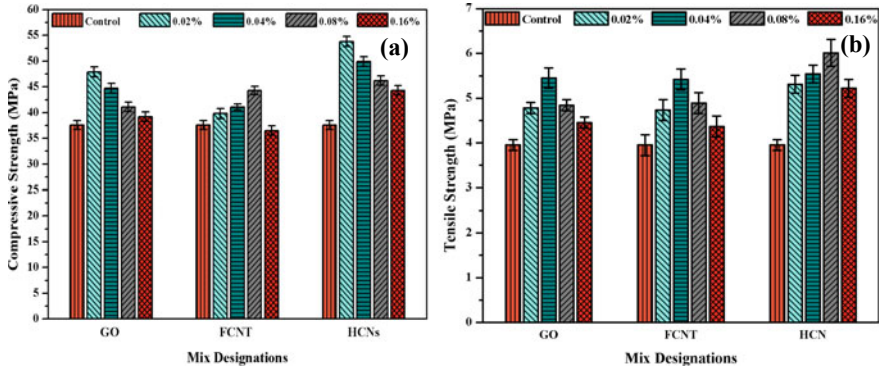 Control 0.02% 0.04% 0.08% 0.16%
(a)
Compressive Strength (MPa)
60
55
50
45
40
35
30
25
20
15
10
5
0
GO FCNT HCNs
Mix Designations
Control 0.02% 0.04% 0.08% 0.16%
(b)
Tensile Strength (MPa)
7
6
5
4
3
2
1
0
GO FCNT HCN
Mix Designations